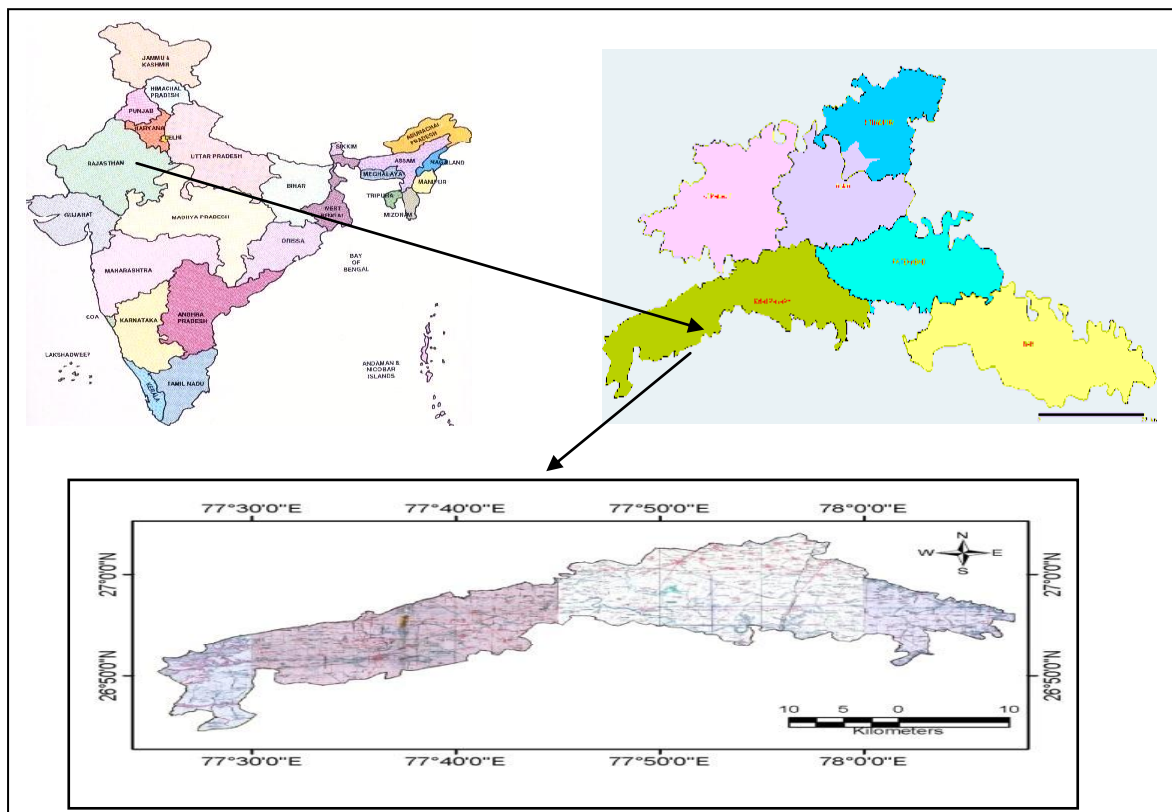 JAMMU &
KASHMIR
HIMACHAL
PRADESH
PUNJAB
HARYANA
DELHI
RAJASTHAN
UTTAR PRADESH
SIKKIM
ARUNACHAL
PRADESH
ASSAM
NAGALAND
MEGHALAYA
MANIPUR
BIHAR
TRIPURA
MIZORAM
WEST
GUJARAT
MADHYA PRADESH
ORISSA
MAHARASHTRA
BAY
OF
BENGAL
ANDHRA
PRADESH
GOA
KARNATAKA
LAKSHADWEEP
ANDAMAN &
NICOBAR
ISLANDS
KERALA
TAMIL NADU
77°30'0"E
77°40'0"E
77°50'0"E
78°0'0"E
N
W E
S
27°0'0"N
27°0'0"N
26°50'0"N
26°50'0"N
10 5 0 10
Kilometers
77°30'0"E
77°40'0"E
77°50'0"E
78°0'0"E